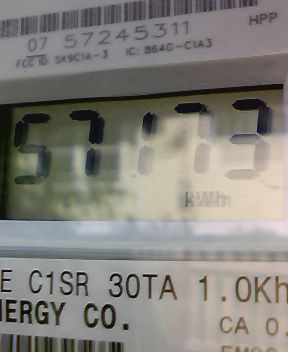 HPP
07 57245311
FCC ID: SK9C1A-3 IC: 864G-C1A3
57173
kWh
E C1SR 30TA 1.0Kh
NERGY CO.
CA 0.